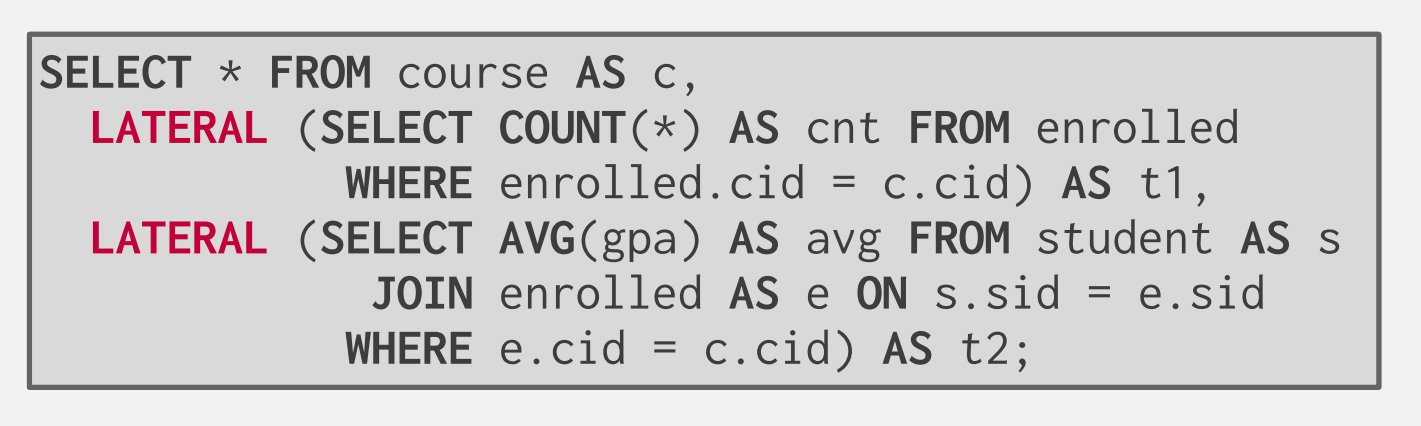 SELECT * FROM course AS c,
LATERAL (SELECT COUNT(*) AS cnt FROM enrolled
WHERE enrolled.cid = c.cid) AS t1,
LATERAL (SELECT AVG(gpa) AS avg FROM student AS s
JOIN enrolled AS e ON s.sid = e.sid
WHERE e.cid = c.cid) AS t2;